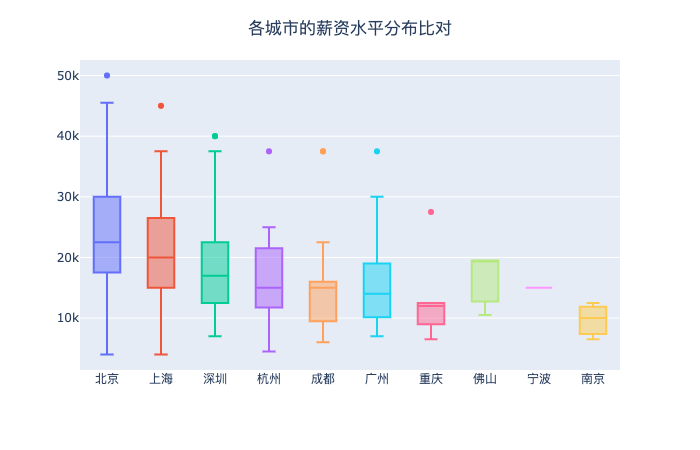 各城市的薪资水平分布比对
50k
40k
30k
20k
10k
北京 上海 深圳 杭州 成都 广州 重庆 佛山 宁波 南京